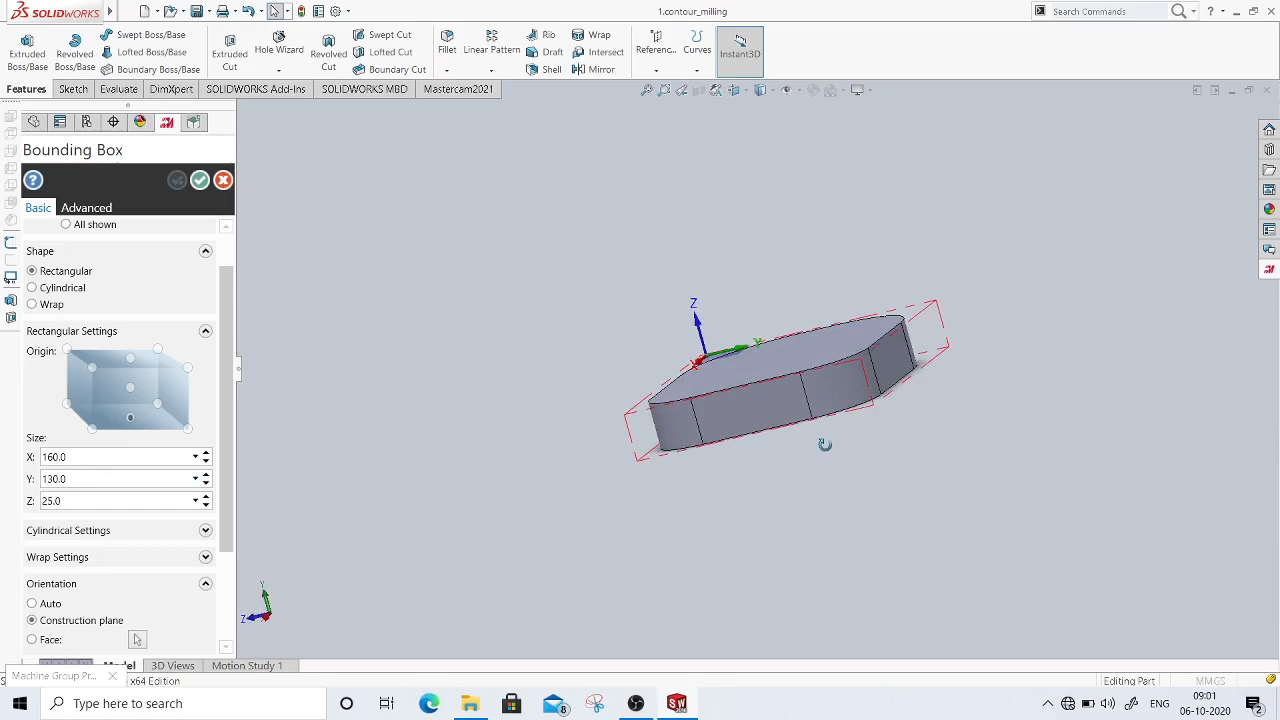 SOLIDWORKS
1.contour_milling
Search Commands
Extruded Boss/Base
Revolved Boss/Base
Swept Boss/Base
Lofted Boss/Base
Boundary Boss/Base
Extruded Cut
Hole Wizard
Revolved Cut
Swept Cut
Lofted Cut
Boundary Cut
Fillet
Linear Pattern
Rib
Draft
Shell
Wrap
Intersect
Mirror
Referenc...
Curves
Instant3D
Features
Sketch
Evaluate
DimXpert
SOLIDWORKS Add-Ins
SOLIDWORKS MBD
Mastercam2021
Bounding Box
Basic
Advanced
All shown
Shape
Rectangular
Cylindrical
Wrap
Rectangular Settings
Origin:
Size:
X: 160.0
Y: 130.0
Z: 25.0
Cylindrical Settings
Wrap Settings
Orientation
Auto
Construction plane
Face:
Z
Y
X
Y
Z
Model
3D Views
Motion Study 1
Machine Group Pr...
x64 Edition
Editing Part
MMGS
Type here to search
8
ENG
09:01
06-10-2020
2